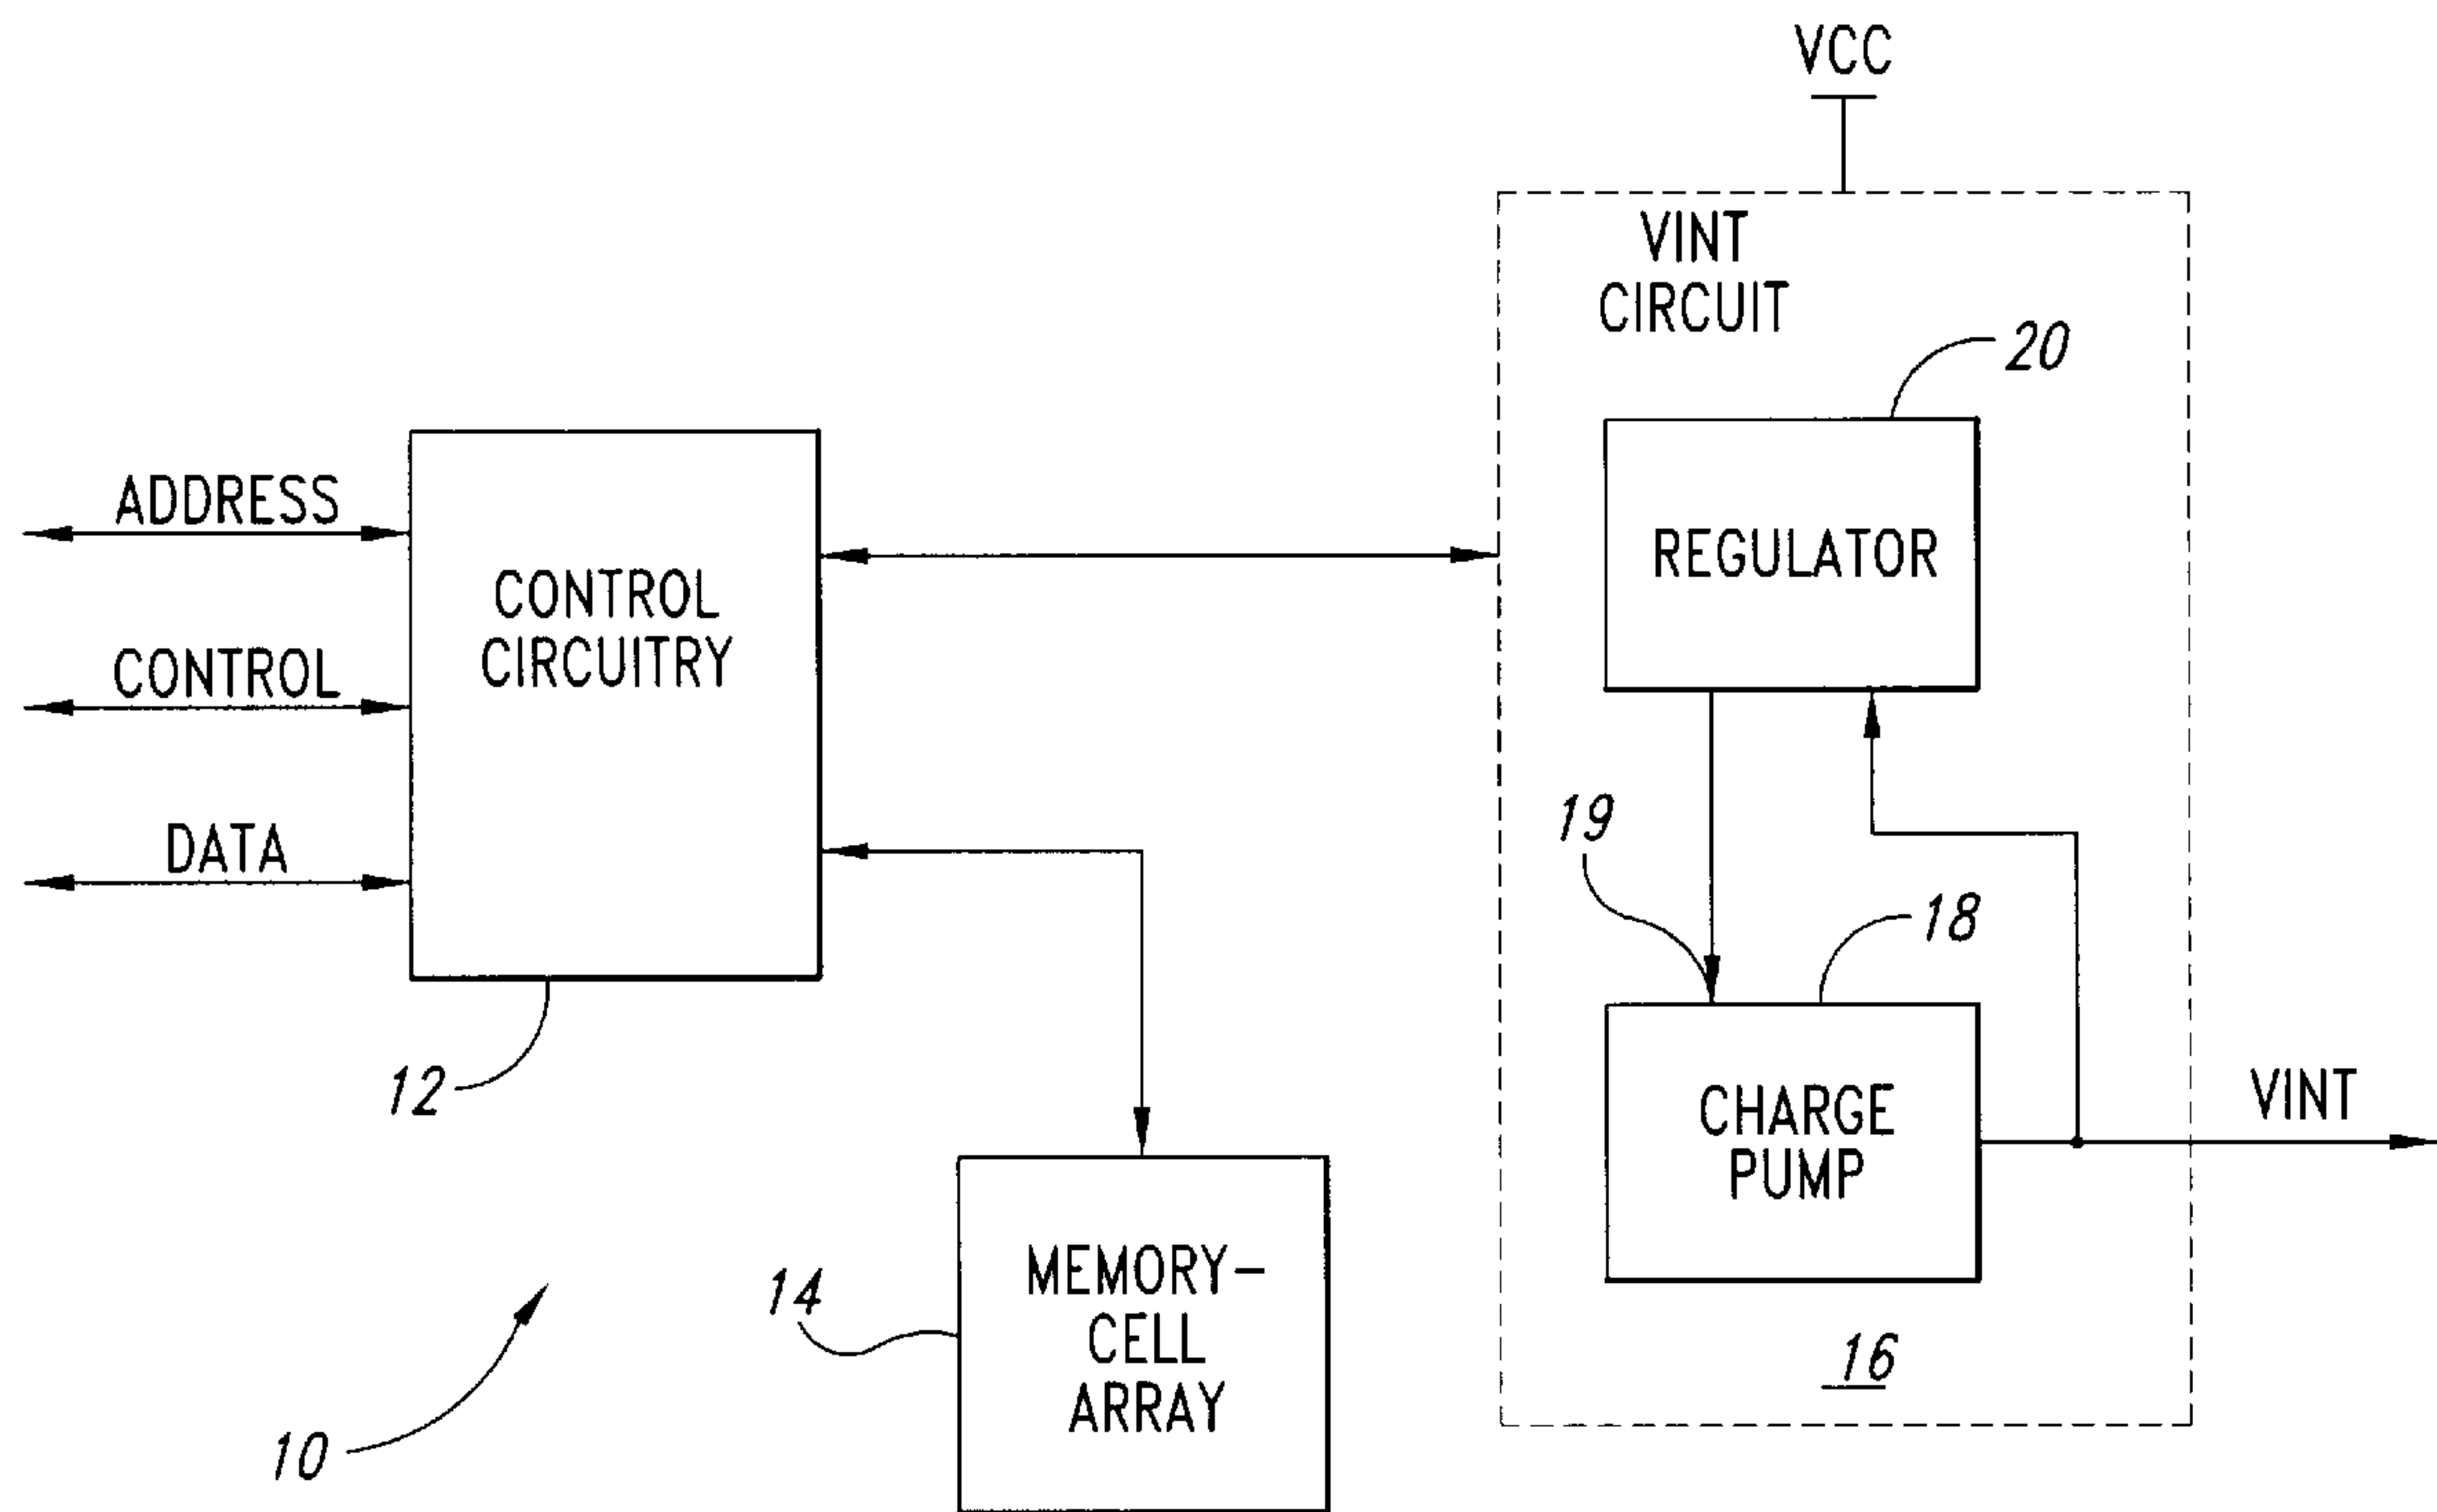 VCC
VINT
CIRCUIT
20
ADDRESS
CONTROL
CIRCUITRY
REGULATOR
CONTROL
DATA
19
18
12
CHARGE
PUMP
VINT
14
MEMORY-
CELL
ARRAY
16
10